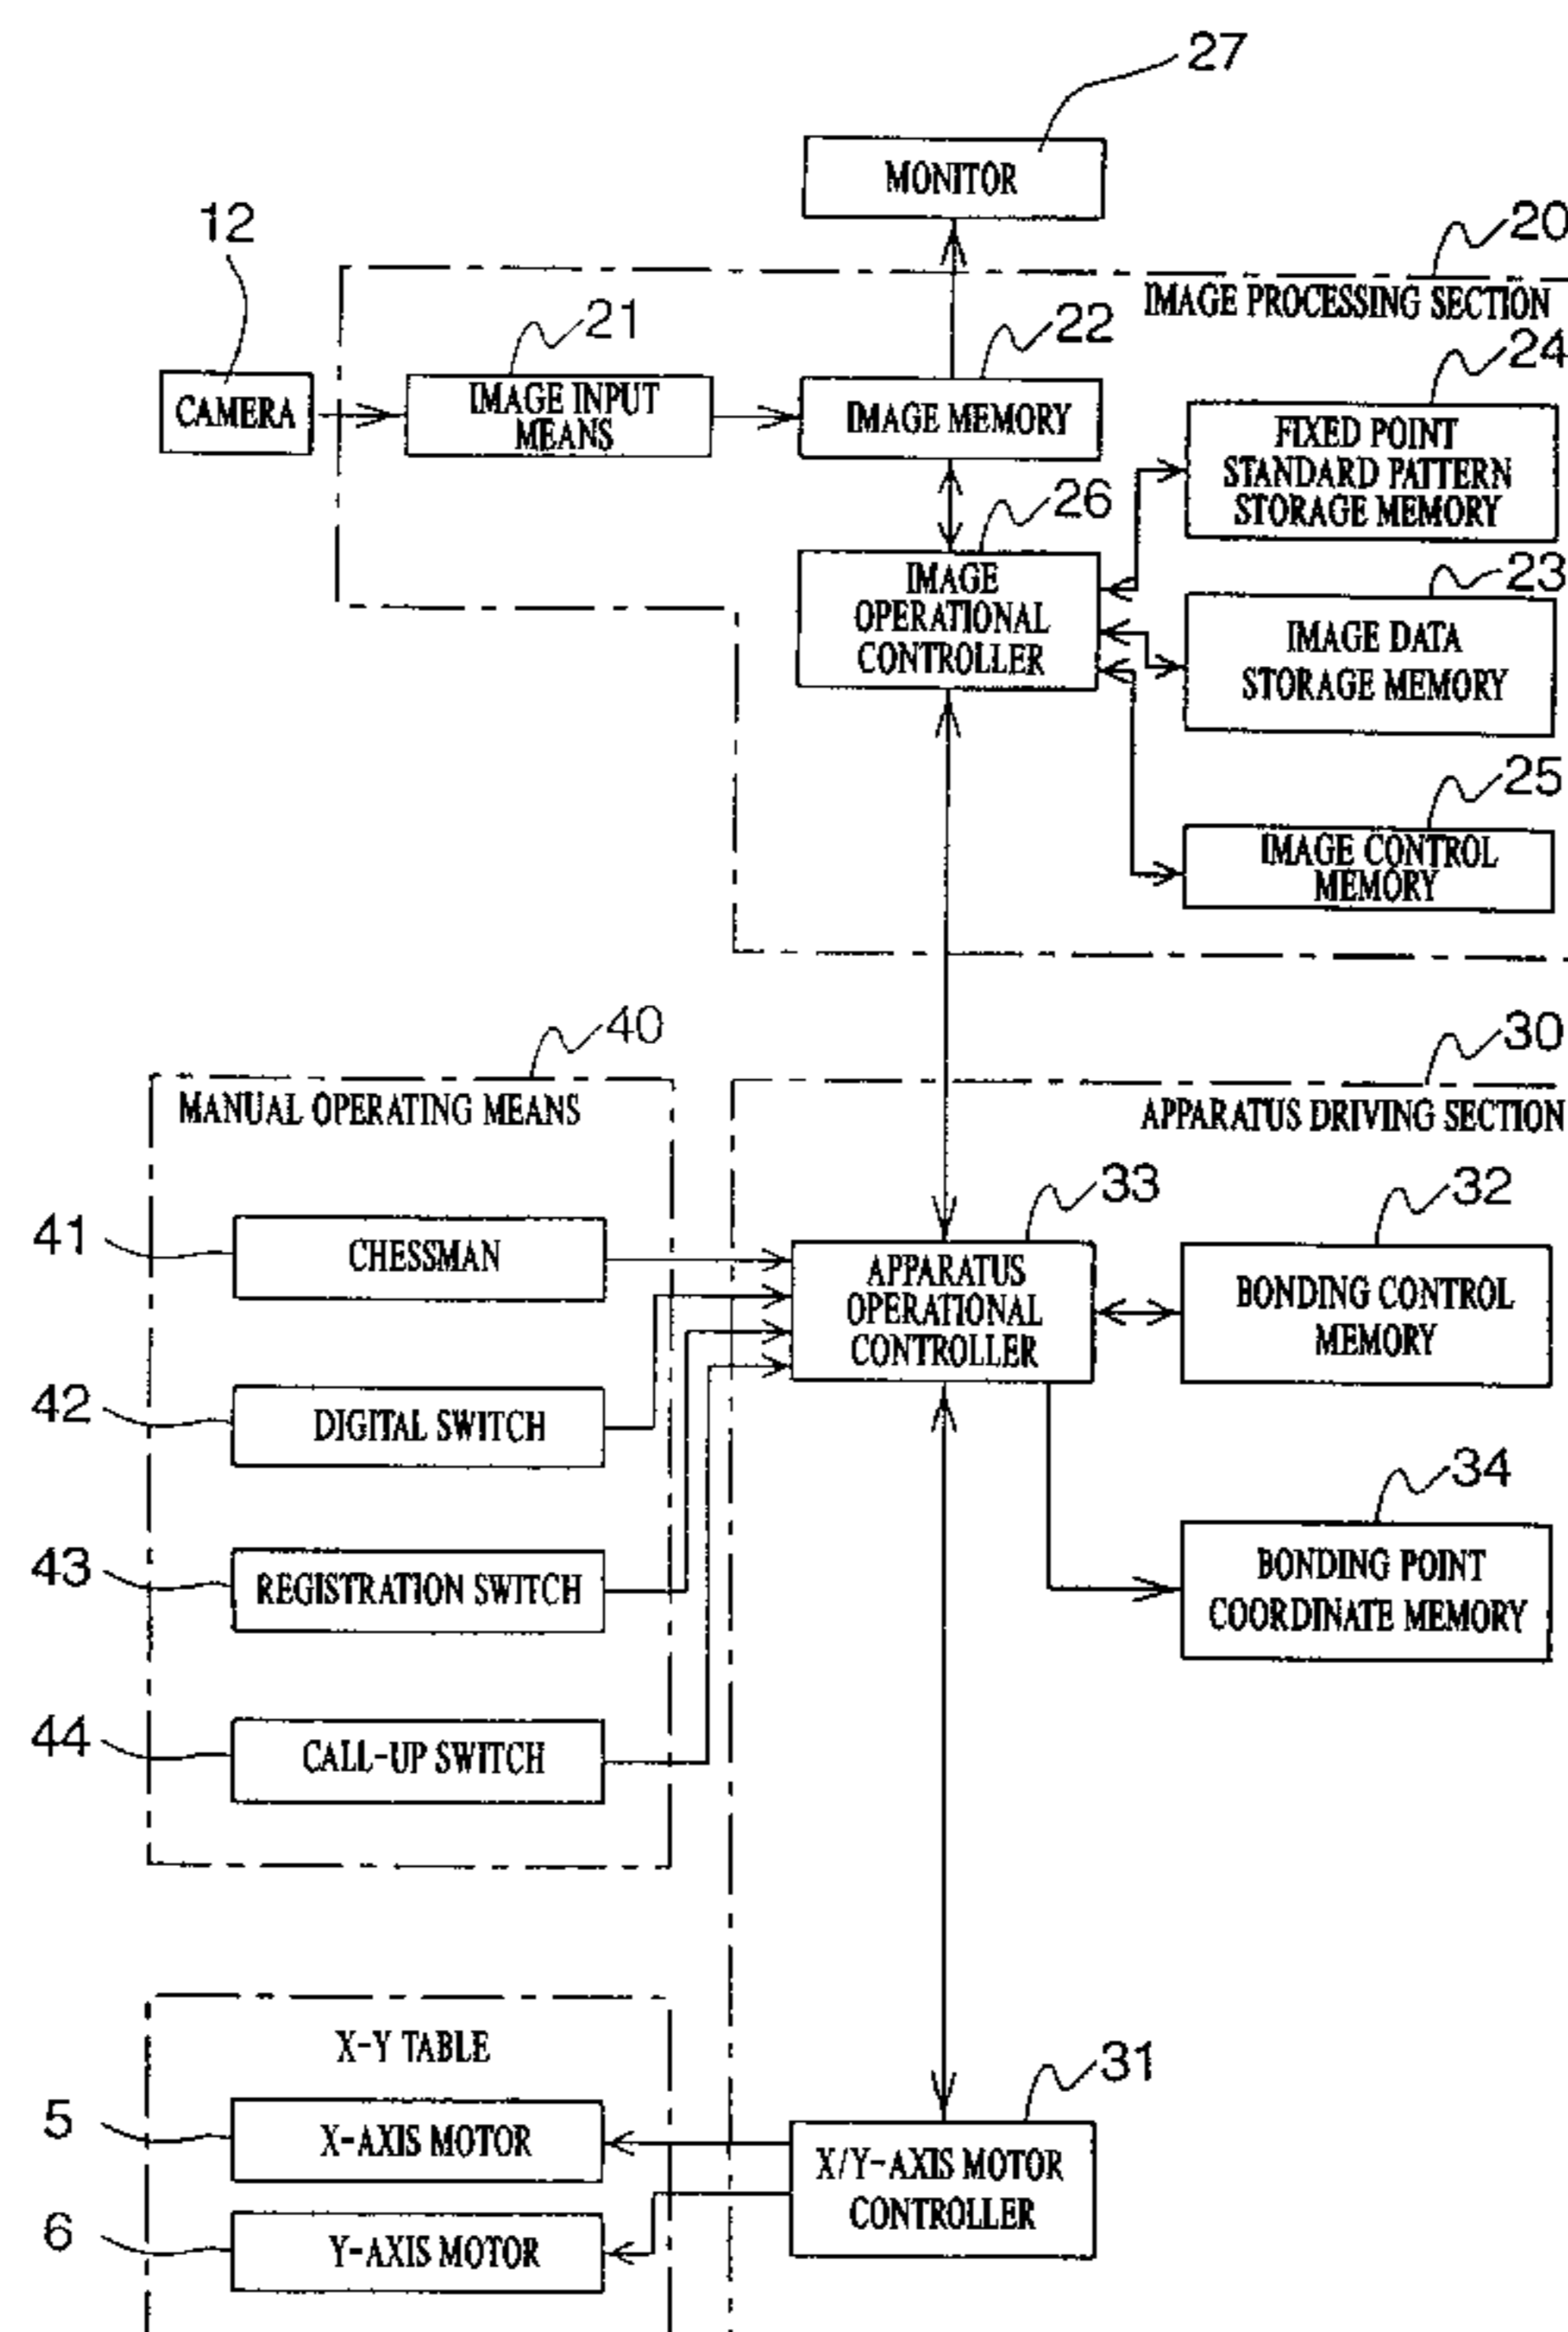 27
MONITOR
12
20
IMAGE PROCESSING SECTION
21
22
24
CAMERA
IMAGE INPUT
MEANS
IMAGE MEMORY
FIXED POINT
STANDARD PATTERN
STORAGE MEMORY
26
IMAGE
OPERATIONAL
CONTROLLER
23
IMAGE DATA
STORAGE MEMORY
25
IMAGE CONTROL
MEMORY
40
MANUAL OPERATING MEANS
30
APPARATUS DRIVING SECTION
41
CHESSMAN
33
APPARATUS
OPERATIONAL
CONTROLLER
32
BONDING CONTROL
MEMORY
42
DIGITAL SWITCH
34
BONDING POINT
COORDINATE MEMORY
43
REGISTRATION SWITCH
44
CALL-UP SWITCH
X-Y TABLE
5
X-AXIS MOTOR
31
X/Y-AXIS MOTOR
CONTROLLER
6
Y-AXIS MOTOR